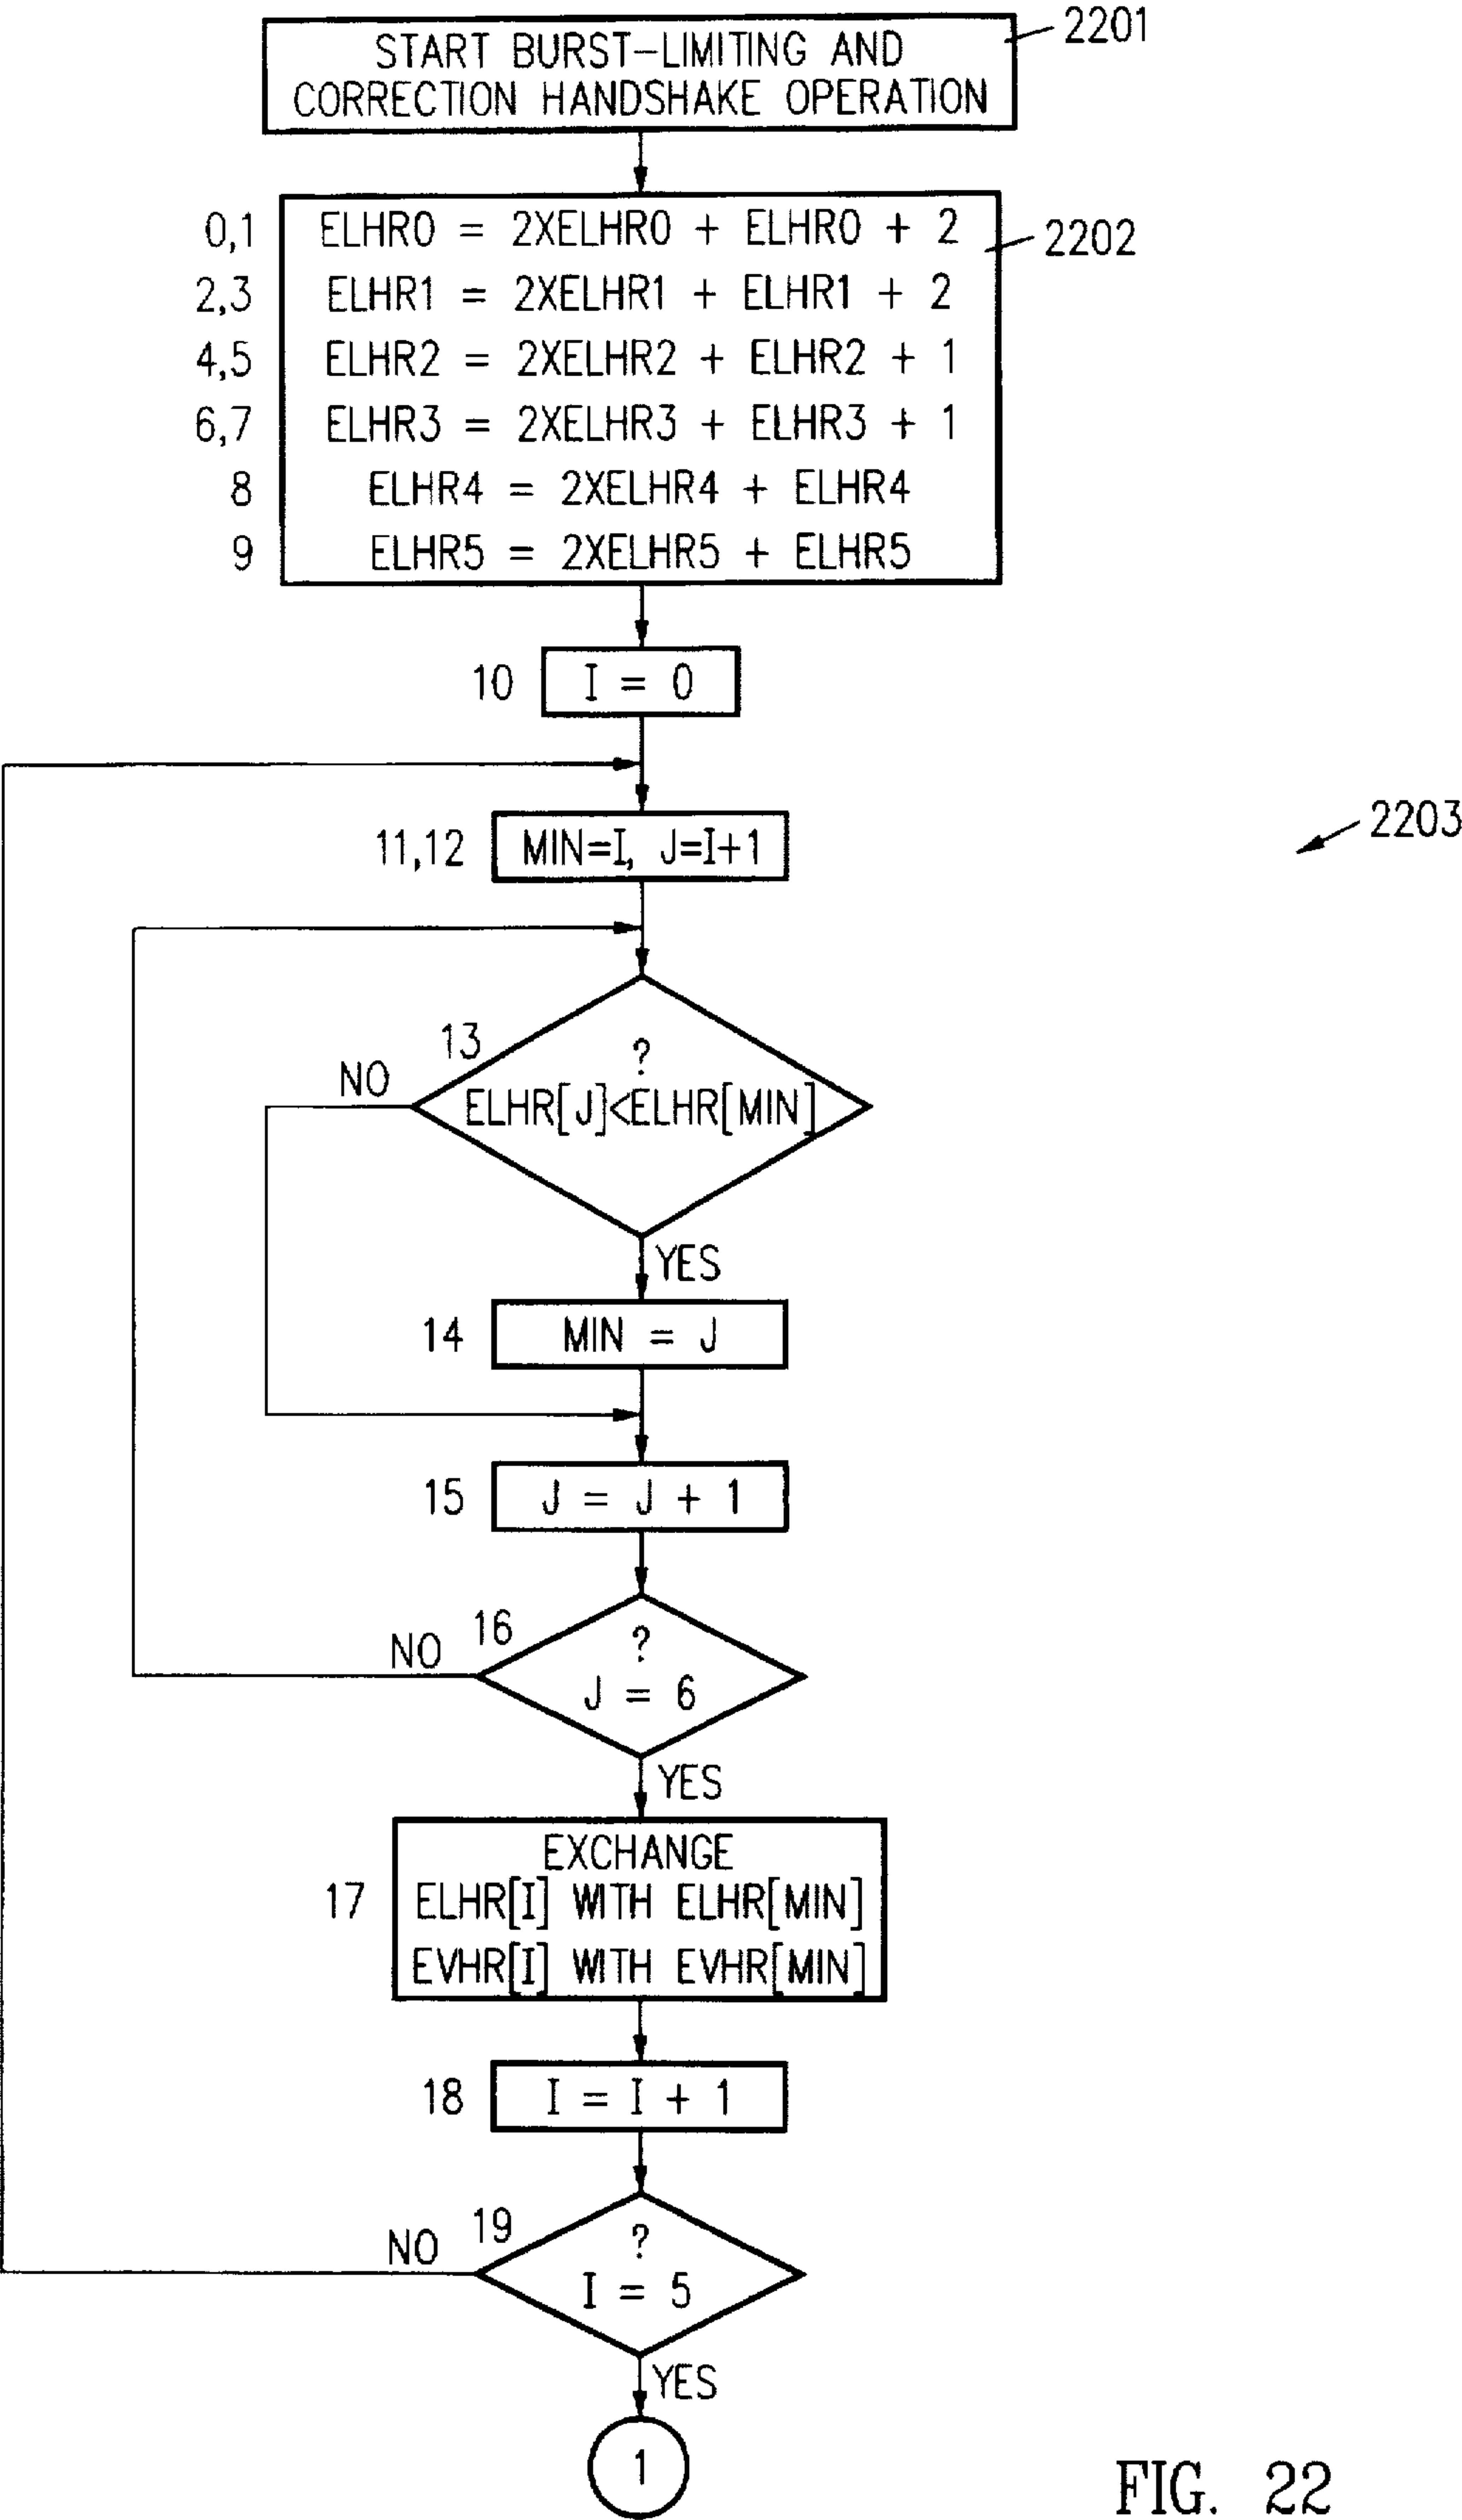 START BURST-LIMITING AND
CORRECTION HANDSHAKE OPERATION
2201
0,1 ELHR0 = 2XELHR0 + ELHR0 + 2
2202
2,3 ELHR1 = 2XELHR1 + ELHR1 + 2
4,5 ELHR2 = 2XELHR2 + ELHR2 + 1
6,7 ELHR3 = 2XELHR3 + ELHR3 + 1
8 ELHR4 = 2XELHR4 + ELHR4
9 ELHR5 = 2XELHR5 + ELHR5
10 I = 0
11,12 MIN=I, J=I+1
2203
13
?
NO
ELHR[J]<ELHR[MIN]
YES
14 MIN = J
15 J = J + 1
16
?
NO
J = 6
YES
EXCHANGE
17 ELHR[I] WITH ELHR[MIN]
EVHR[I] WITH EVHR[MIN]
18 I = I + 1
19
?
NO
I = 5
YES
1
FIG. 22